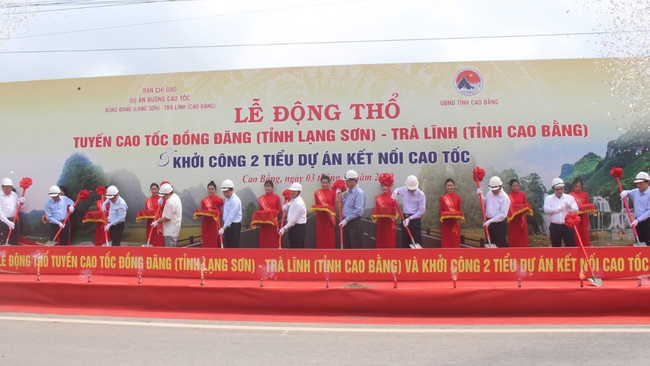 BAN CHỈ ĐẠO
DỰ ÁN ĐƯỜNG CAO TỐC
ĐỒNG ĐĂNG (LẠNG SƠN) - TRÀ LĨNH (CAO BẰNG)
UBND TỈNH CAO BẰNG
LỄ ĐỘNG THỔ
TUYẾN CAO TỐC ĐỒNG ĐĂNG (TỈNH LẠNG SƠN) - TRÀ LĨNH (TỈNH CAO BẰNG)
& KHỞI CÔNG 2 TIỂU DỰ ÁN KẾT NỐI CAO TỐC
Cao Bằng, ngày 03 tháng
LỄ ĐỘNG THỔ TUYẾN CAO TỐC ĐỒNG ĐĂNG (TỈNH LẠNG SƠN) - TRÀ LĨNH (TỈNH CAO BẰNG) VÀ KHỞI CÔNG 2 TIỂU DỰ ÁN KẾT NỐI CAO TỐC